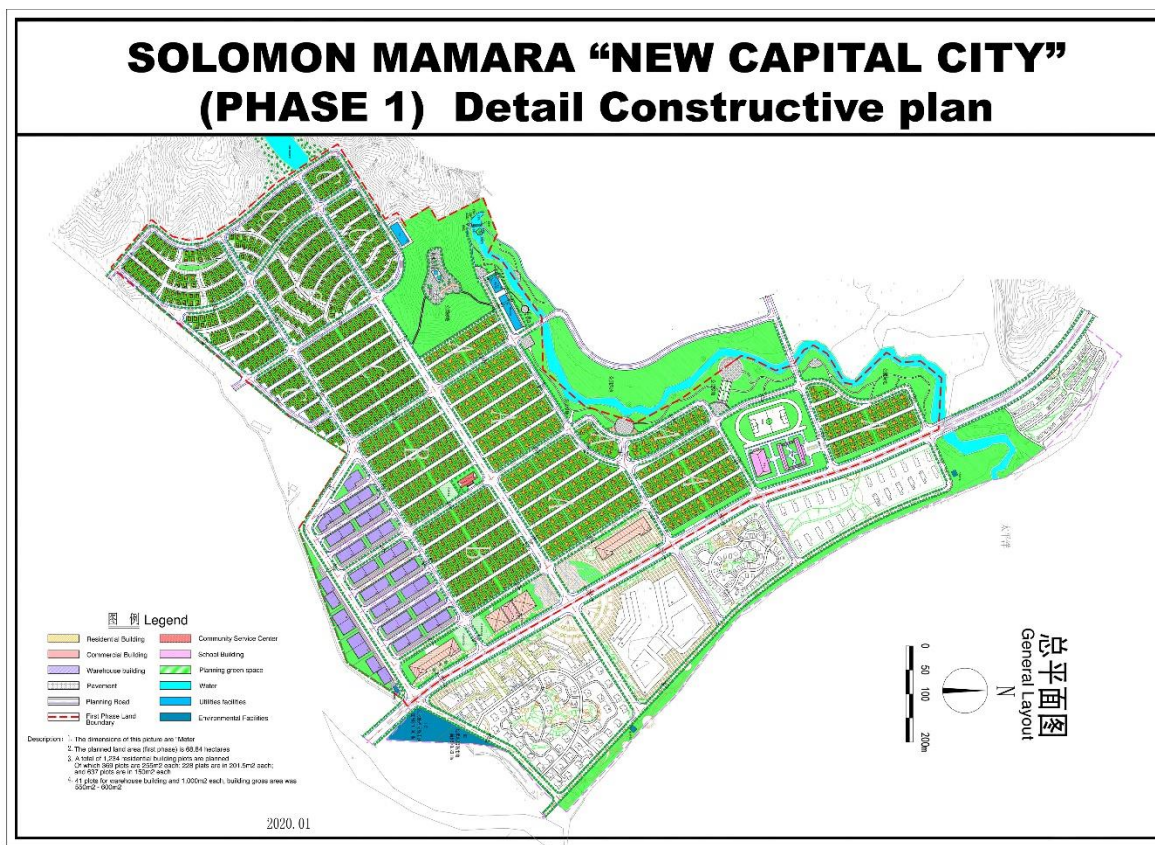 SOLOMON MAMARA “NEW CAPITAL CITY”
(PHASE 1) Detail Constructive plan
太平洋
图 例 Legend
Residential Building
Community Service Center
Commercial Building
School Building
Warehouse building
Planning green space
Pavement
Water
Planning Road
Utilities facilities
First Phase Land
Boundary
Environmental Facilities
Description: 1. The dimensions of this picture are "Meter
2. The planned land area (first phase) is 68.84 hectares
3. A total of 1,234 residential building plots are planned
Of which 369 plots are 255m2 each; 228 plats are in 201.5m2 each;
and 637 plots are in 150m2 each
4. 41 plots for warehouse building and 1,000m2 each, building gross area was
550m2 - 600m2
2020.01
0
50
100
200m
N
总平面图
General Layout